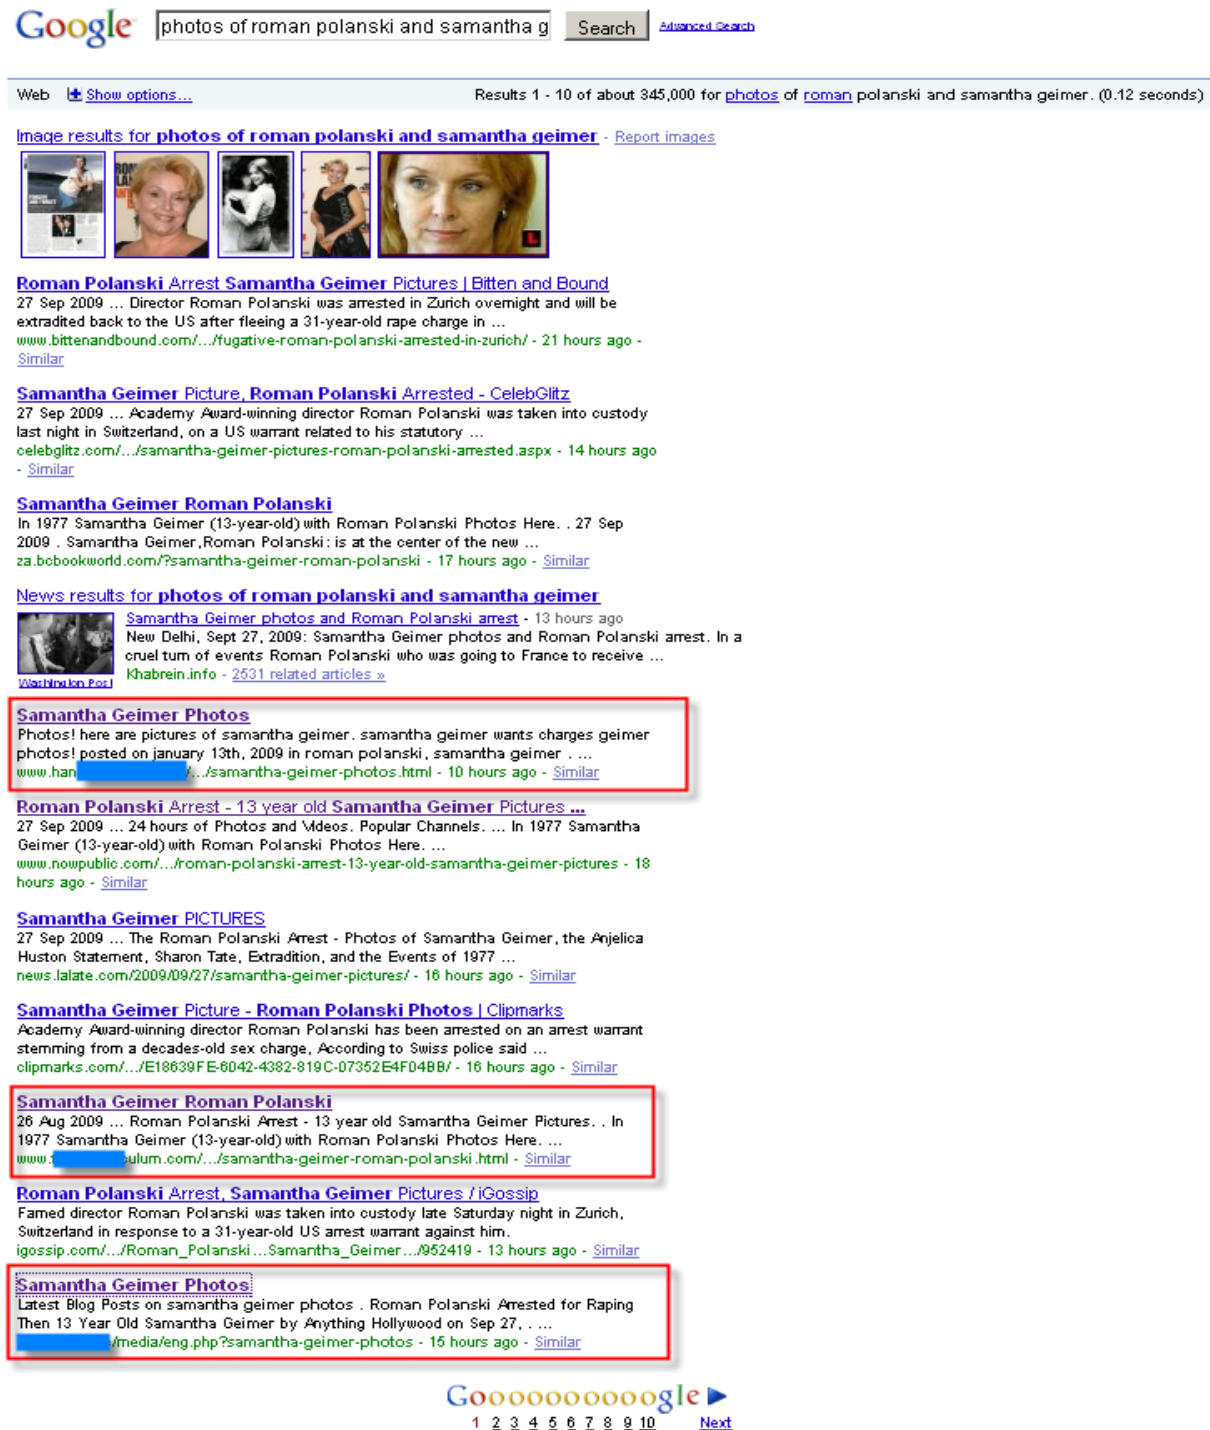 Google photos of roman polanski and samantha g Search Advanced Search
Web Show options... Results 1 - 10 of about 345,000 for photos of roman polanski and samantha geimer. (0.12 seconds)
Image results for photos of roman polanski and samantha geimer - Report images
Roman Polanski Arrest Samantha Geimer Pictures | Bitten and Bound
27 Sep 2009 ... Director Roman Polanski was arrested in Zurich overnight and will be
extradited back to the US after fleeing a 31-year-old rape charge in ...
www.bittenandbound.com/.../fugative-roman-polanski-arrested-in-zurich/ - 21 hours ago -
Similar
Samantha Geimer Picture, Roman Polanski Arrested - CelebGlitz
27 Sep 2009 ... Academy Award-winning director Roman Polanski was taken into custody
last night in Switzerland, on a US warrant related to his statutory ...
celebglitz.com/.../samantha-geimer-pictures-roman-polanski-arrested.aspx - 14 hours ago
- Similar
Samantha Geimer Roman Polanski
In 1977 Samantha Geimer (13-year-old) with Roman Polanski Photos Here. . 27 Sep
2009 . Samantha Geimer,Roman Polanski: is at the center of the new ...
za.bcbookworld.com/?samantha-geimer-roman-polanski - 17 hours ago - Similar
News results for photos of roman polanski and samantha geimer
Samantha Geimer photos and Roman Polanski arrest - 13 hours ago
New Delhi, Sept 27, 2009: Samantha Geimer photos and Roman Polanski arrest. In a
cruel turn of events Roman Polanski who was going to France to receive ...
Khabrein.info - 2531 related articles »
Washington Post
Samantha Geimer Photos
Photos! here are pictures of samantha geimer. samantha geimer wants charges geimer
photos! posted on january 13th, 2009 in roman polanski, samantha geimer . ...
www.han /.../samantha-geimer-photos.html - 10 hours ago - Similar
Roman Polanski Arrest - 13 year old Samantha Geimer Pictures ...
27 Sep 2009 ... 24 hours of Photos and Videos. Popular Channels. ... In 1977 Samantha
Geimer (13-year-old) with Roman Polanski Photos Here. ...
www.nowpublic.com/.../roman-polanski-arrest-13-year-old-samantha-geimer-pictures - 18
hours ago - Similar
Samantha Geimer PICTURES
27 Sep 2009 ... The Roman Polanski Arrest - Photos of Samantha Geimer, the Anjelica
Huston Statement, Sharon Tate, Extradition, and the Events of 1977 ...
news.lalate.com/2009/09/27/samantha-geimer-pictures/ - 16 hours ago - Similar
Samantha Geimer Picture - Roman Polanski Photos | Clipmarks
Academy Award-winning director Roman Polanski has been arrested on an arrest warrant
stemming from a decades-old sex charge, According to Swiss police said ...
clipmarks.com/.../E18639FE-6042-4382-819C-07352E4F04BB/ - 16 hours ago - Similar
Samantha Geimer Roman Polanski
26 Aug 2009 ... Roman Polanski Arrest - 13 year old Samantha Geimer Pictures. . In
1977 Samantha Geimer (13-year-old) with Roman Polanski Photos Here. ...
www. ulum.com/.../samantha-geimer-roman-polanski.html - Similar
Roman Polanski Arrest, Samantha Geimer Pictures / iGossip
Famed director Roman Polanski was taken into custody late Saturday night in Zurich,
Switzerland in response to a 31-year-old US arrest warrant against him.
igossip.com/.../Roman_Polanski...Samantha_Geimer.../952419 - 13 hours ago - Similar
Samantha Geimer Photos
Latest Blog Posts on samantha geimer photos . Roman Polanski Arrested for Raping
Then 13 Year Old Samantha Geimer by Anything Hollywood on Sep 27, . ...
/media/eng.php?samantha-geimer-photos - 15 hours ago - Similar
Goooooooooogle
1 2 3 4 5 6 7 8 9 10 Next